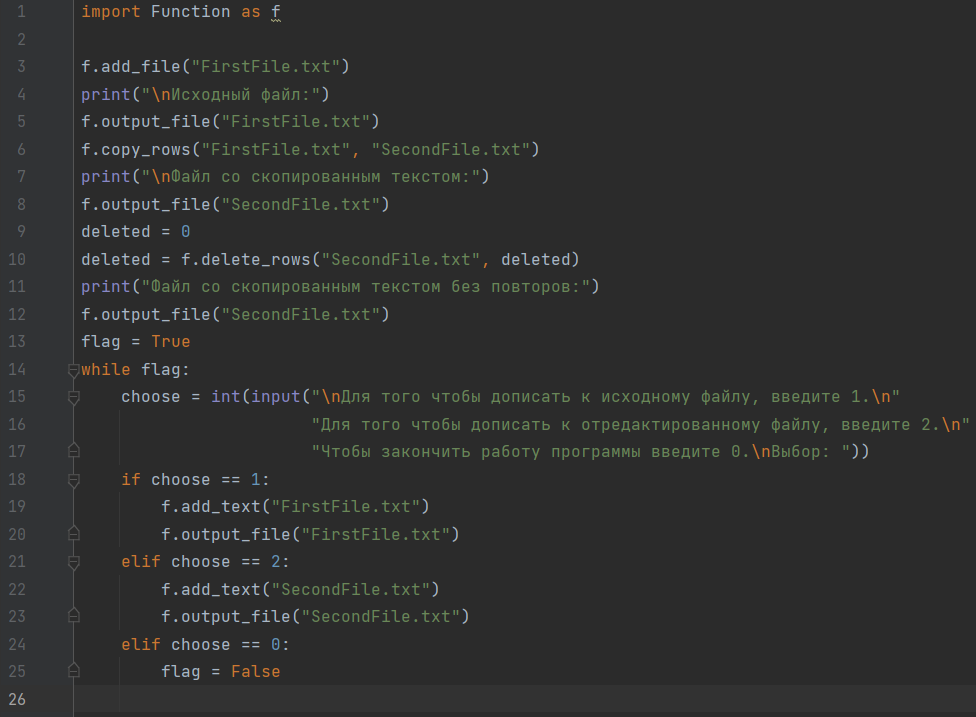 1 import Function as f
2
3 f.add_file("FirstFile.txt")
4 print("\nИсходный файл:")
5 f.output_file("FirstFile.txt")
6 f.copy_rows("FirstFile.txt", "SecondFile.txt")
7 print("\nФайл со скопированным текстом:")
8 f.output_file("SecondFile.txt")
9 deleted = 0
10 deleted = f.delete_rows("SecondFile.txt", deleted)
11 print("Файл со скопированным текстом без повторов:")
12 f.output_file("SecondFile.txt")
13 flag = True
14 while flag:
15     choose = int(input("\nДля того чтобы дописать к исходному файлу, введите 1.\n"
16                        "Для того чтобы дописать к отредактированному файлу, введите 2.\n"
17                        "Чтобы закончить работу программы введите 0.\nВыбор: "))
18     if choose == 1:
19         f.add_text("FirstFile.txt")
20         f.output_file("FirstFile.txt")
21     elif choose == 2:
22         f.add_text("SecondFile.txt")
23         f.output_file("SecondFile.txt")
24     elif choose == 0:
25         flag = False
26